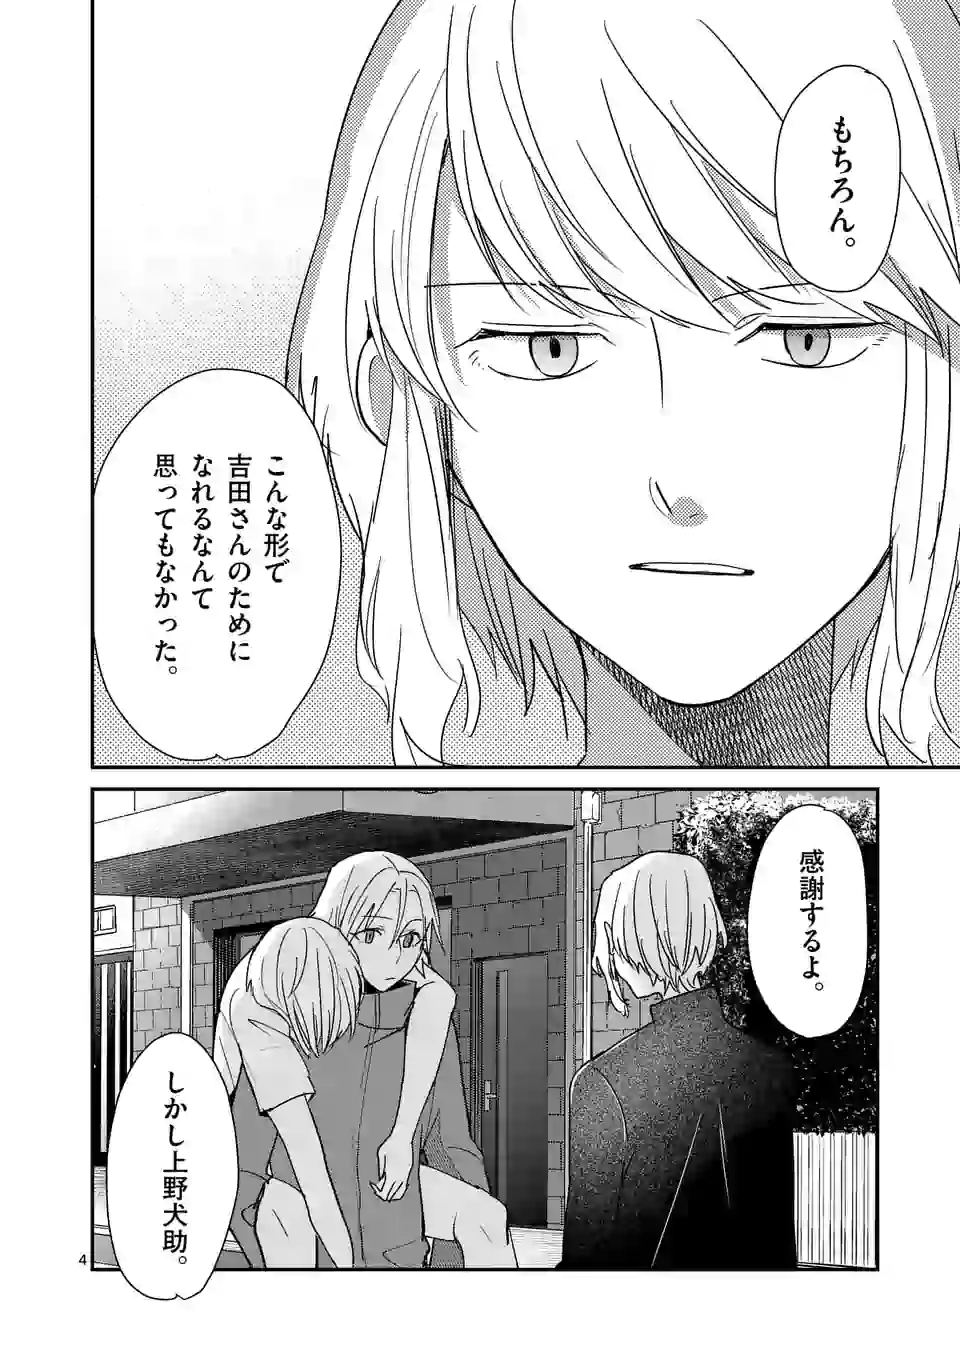 もちろん。
こんな形で
吉田さんのために
なれるなんて
思ってもなかった。
感謝するよ。
しかし上野犬助。
4